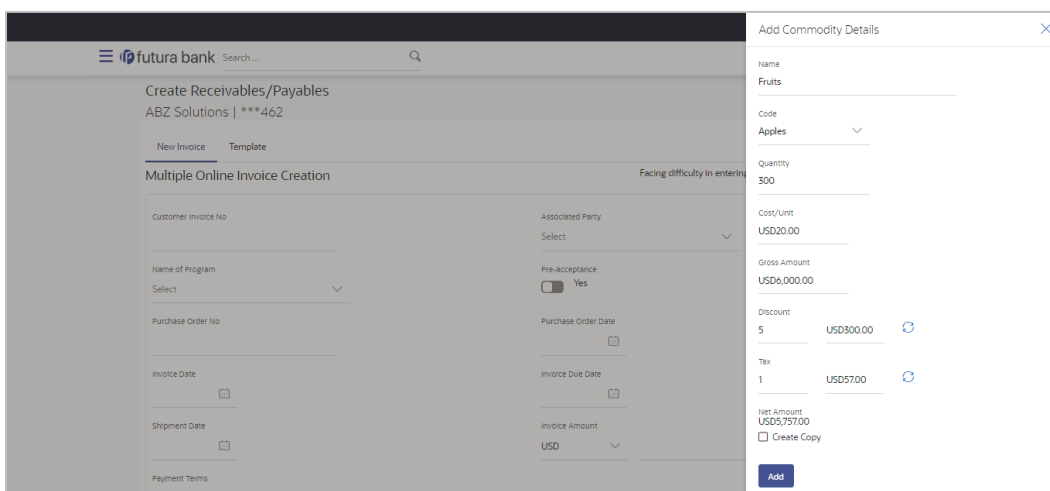 Add Commodity Details
futura bank Search ...
Create Receivables/Payables
ABZ Solutions | ***462
New Invoice Template
Multiple Online Invoice Creation Facing difficulty in entering
Customer Invoice No Associated Party
Select
Name of Program Pre-acceptance
Select Yes
Purchase Order No Purchase Order Date
Invoice Date Invoice Due Date
Shipment Date Invoice Amount
USD
Payment Terms
Name
Fruits
Code
Apples
Quantity
300
Cost/Unit
USD20.00
Gross Amount
USD6,000.00
Discount
5 USD300.00
Tax
1 USD57.00
Net Amount
USD5,757.00
Create Copy
Add